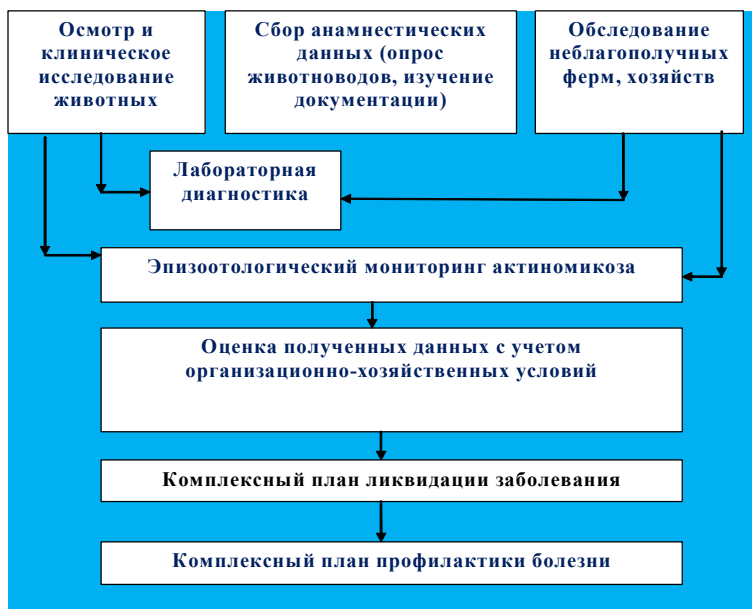 Осмотр и
клиническое
исследование
животных
Сбор анамнестических
данных (опрос
животноводов, изучение
документации)
Обследование
неблагополучных
ферм, хозяйств
Лабораторная
диагностика
Эпизоотологический мониторинг актиномикоза
Оценка полученных данных с учетом
организационно-хозяйственных условий
Комплексный план ликвидации заболевания
Комплексный план профилактики болезни